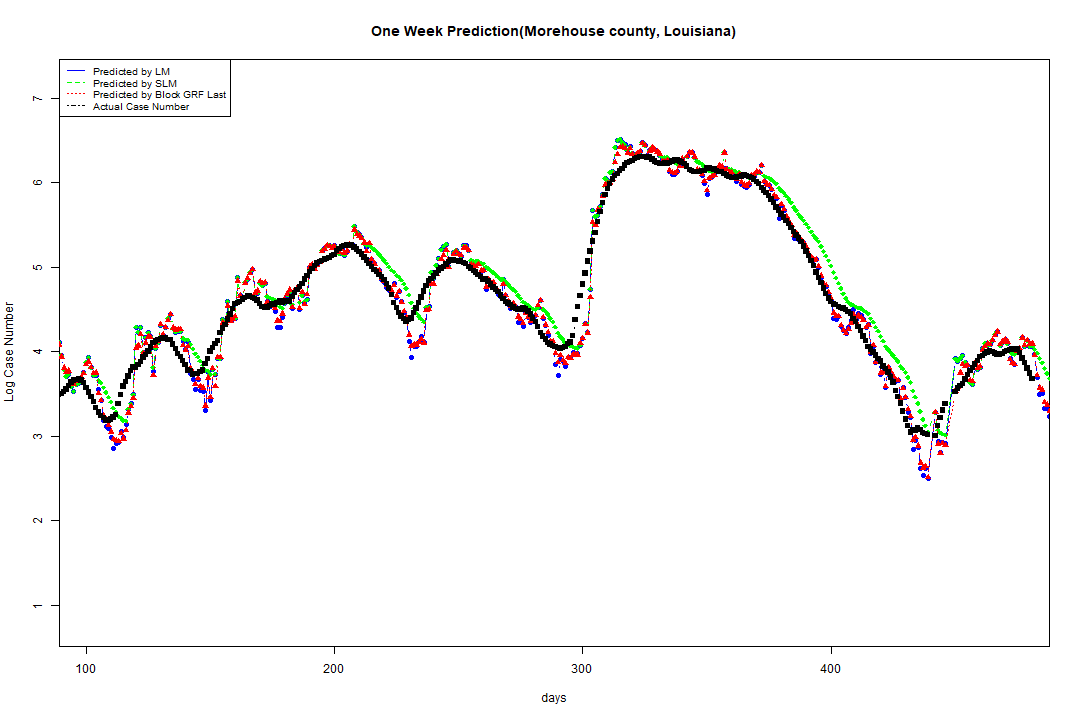 One Week Prediction(Morehouse county, Louisiana)
Predicted by LM
Predicted by SLM
Predicted by Block GRF Last
Actual Case Number
7
6
5
4
3
2
1
Log Case Number
100 200 300 400
days